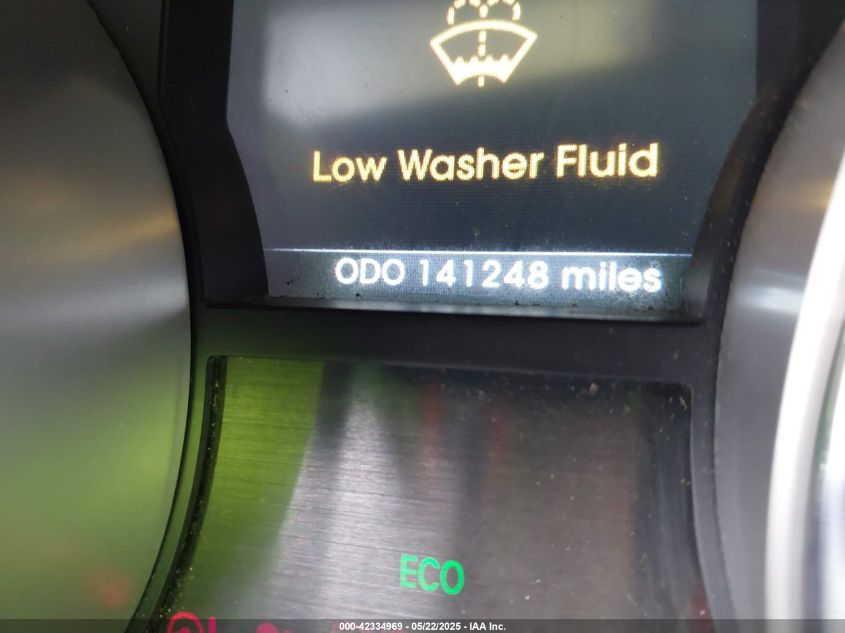 Low Washer Fluid
ODO 141248 miles
ECO
000-42334969 - 05/22/2025 - IAA Inc.